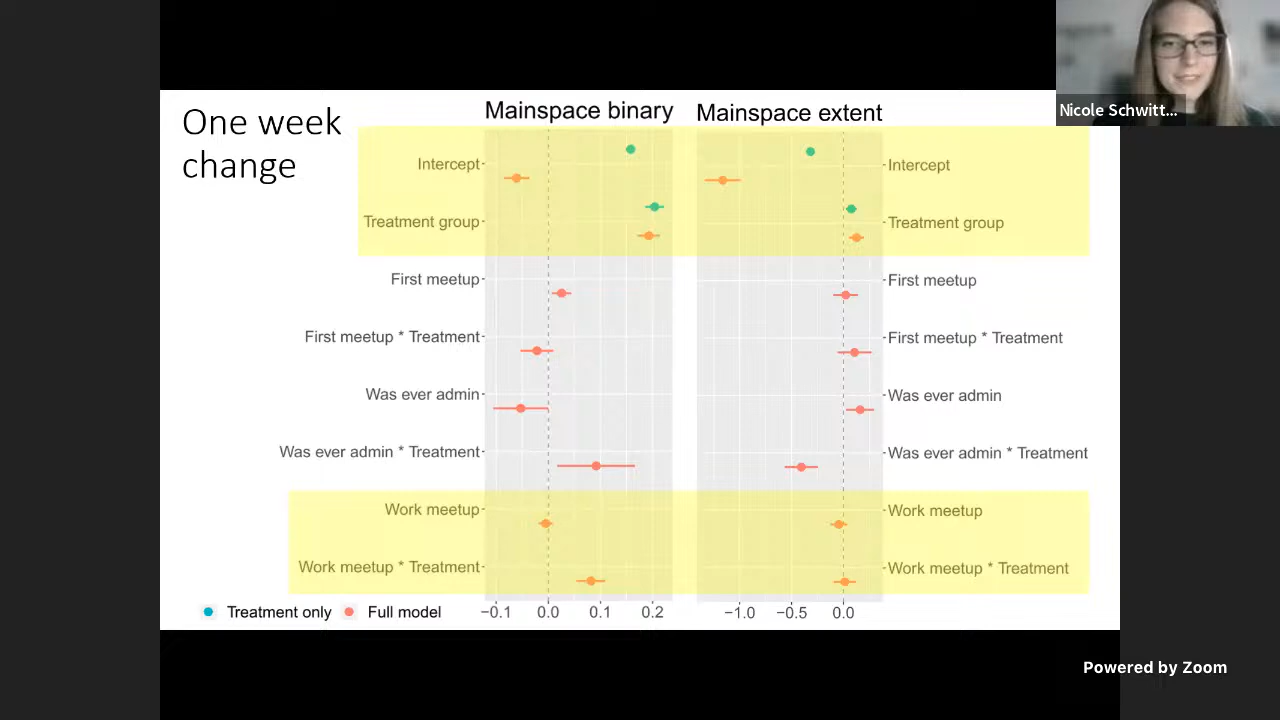 Nicole Schwitt...
One week
change
Mainspace binary
Mainspace extent
Intercept
Treatment group
First meetup
First meetup * Treatment
Was ever admin
Was ever admin * Treatment
Work meetup
Work meetup * Treatment
Intercept
Treatment group
First meetup
First meetup * Treatment
Was ever admin
Was ever admin * Treatment
Work meetup
Work meetup * Treatment
−0.1 0.0 0.1 0.2
−1.0 −0.5 0.0
Treatment only Full model
Powered by Zoom